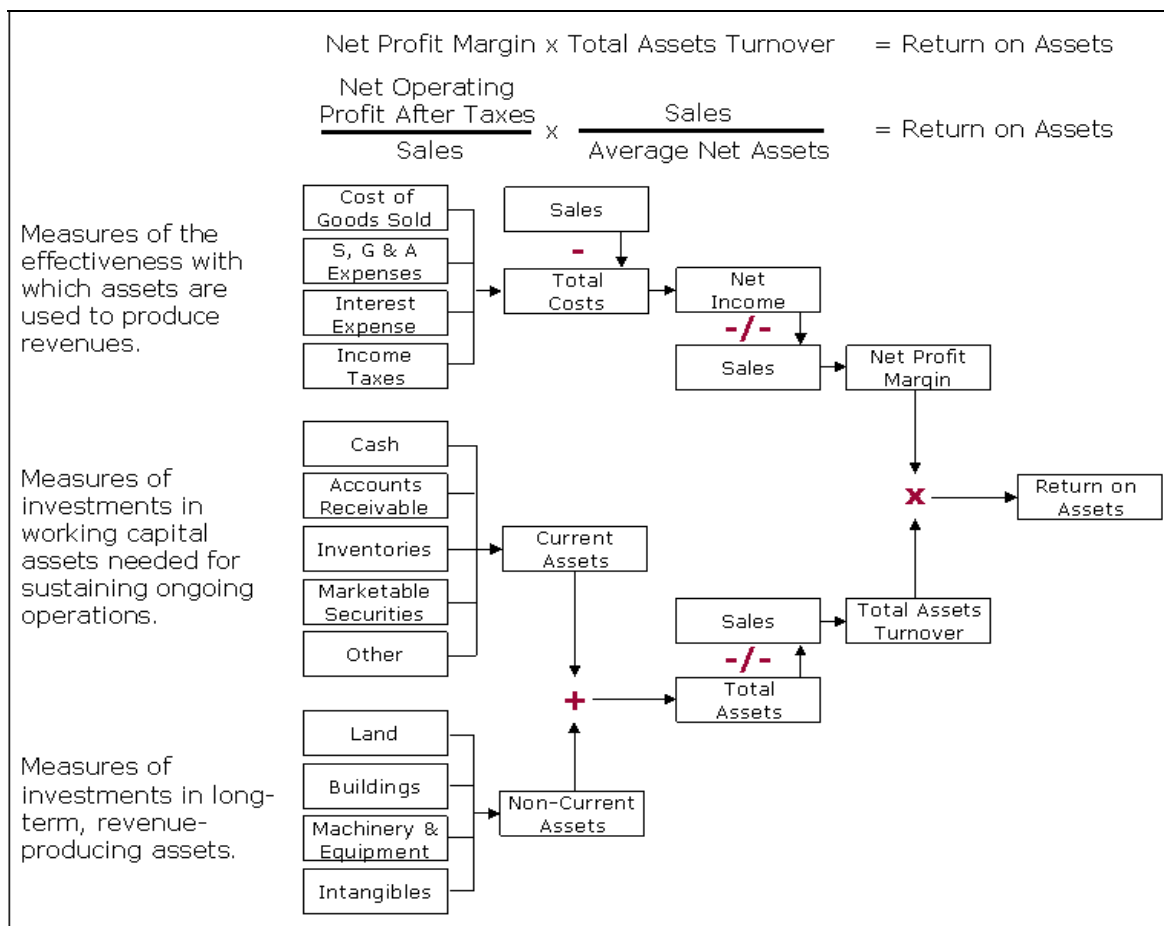 Net Profit Margin x Total Assets Turnover = Return on Assets
Net Operating
Profit After Taxes
Sales
x
Sales
Average Net Assets
= Return on Assets
Measures of the
effectiveness with
which assets are
used to produce
revenues.
Cost of
Goods Sold
S, G & A
Expenses
Interest
Expense
Income
Taxes
Sales
-
Total
Costs
Net
Income
-/-
Sales
Net Profit
Margin
Measures of
investments in
working capital
assets needed for
sustaining ongoing
operations.
Cash
Accounts
Receivable
Inventories
Marketable
Securities
Other
Current
Assets
x
Return on
Assets
Sales
-/-
Total
Assets
Total Assets
Turnover
+
Measures of
investments in long-
term, revenue-
producing assets.
Land
Buildings
Machinery &
Equipment
Intangibles
Non-Current
Assets